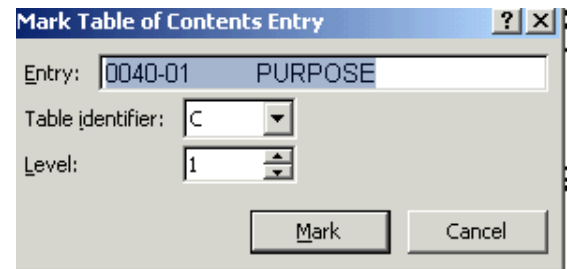 Mark Table of Contents Entry ? X
Entry: 0040-01 PURPOSE
Table identifier: C
Level: 1
Mark Cancel